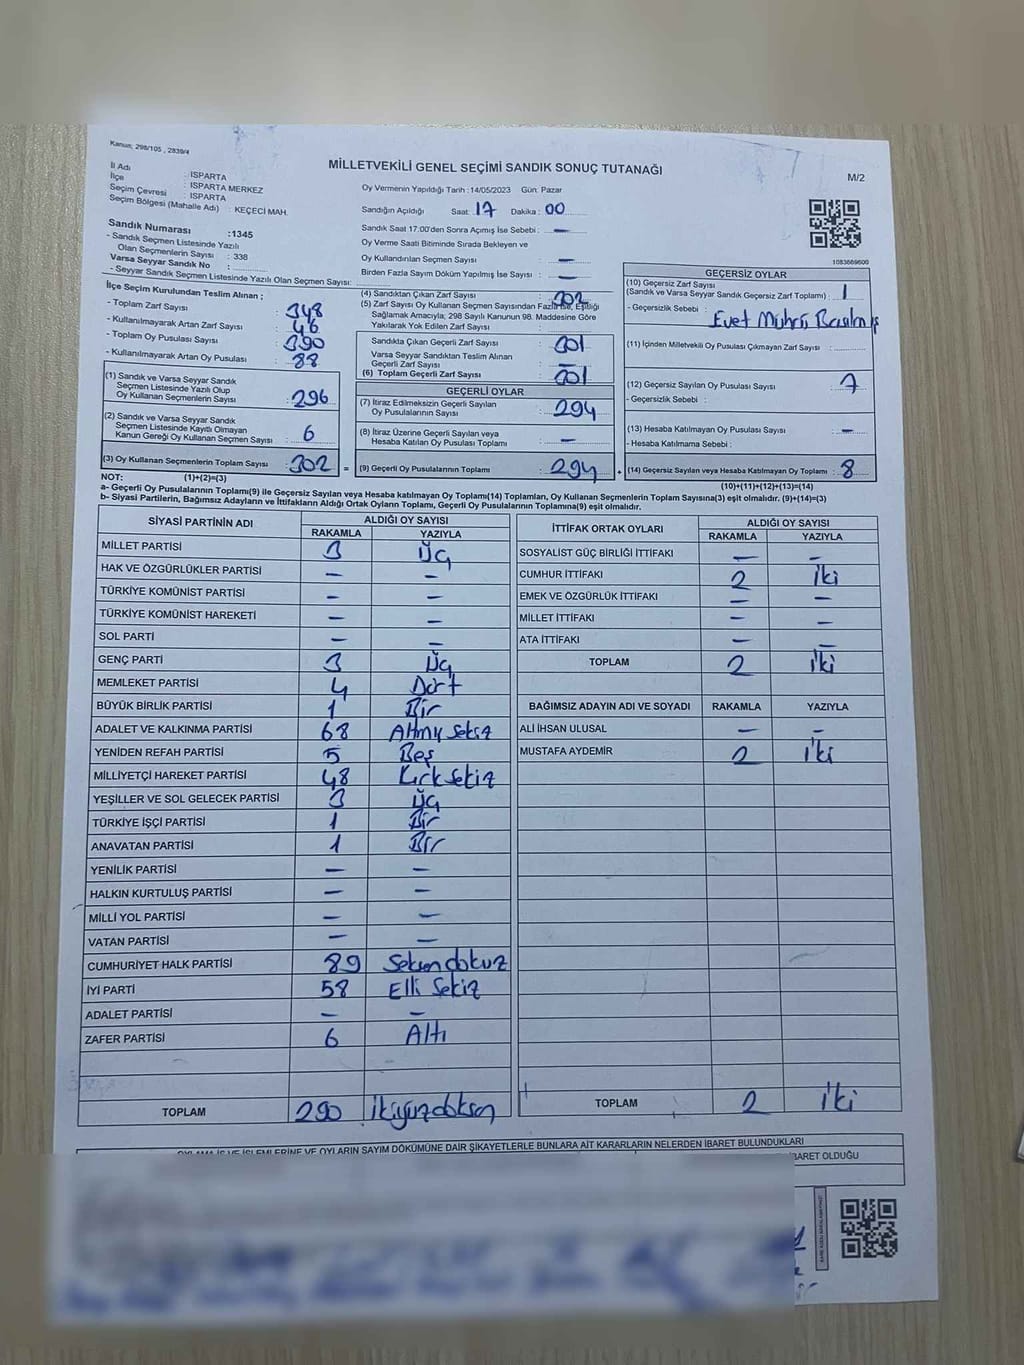 Kanun; 298/105 , 2839/4
MİLLETVEKİLİ GENEL SEÇİMİ SANDIK SONUÇ TUTANAĞI
M/2
İl Adı : ISPARTA
İlçe : ISPARTA MERKEZ
Seçim Çevresi : ISPARTA
Seçim Bölgesi (Mahalle Adı) : KEÇECİ MAH.
Sandık Numarası :1345
- Sandık Seçmen Listesinde Yazılı
Olan Seçmenlerin Sayısı : 338
Varsa Seyyar Sandık No :
- Seyyar Sandık Seçmen Listesinde Yazılı Olan Seçmen Sayısı:
Oy Vermenin Yapıldığı Tarih :14/05/2023 Gün: Pazar
Sandığın Açıldığı Saat: 17 Dakika : 00
Sandık Saat 17:00'den Sonra Açımış İse Sebebi : —
Oy Verme Saati Bitiminde Sırada Bekleyen ve
Oy Kullandırılan Seçmen Sayısı : —
Birden Fazla Sayım Döküm Yapılmış İse Sayısı : —
1083669600
İlçe Seçim Kurulundan Teslim Alınan ;
- Toplam Zarf Sayısı : 348
- Kullanılmayarak Artan Zarf Sayısı : 46
- Toplam Oy Pusulası Sayısı : 390
- Kullanılmayarak Artan Oy Pusulası : 88
(1) Sandık ve Varsa Seyyar Sandık
Seçmen Listesinde Yazılı Olup
Oy Kullanan Seçmenlerin Sayısı : 296
(2) Sandık ve Varsa Seyyar Sandık
Seçmen Listesinde Kayıtlı Olmayan
Kanun Gereği Oy Kullanan Seçmen Sayısı : 6
(3) Oy Kullanan Seçmenlerin Toplam Sayısı : 302 =
(4) Sandıktan Çıkan Zarf Sayısı : 302
(5) Zarf Sayısı Oy Kullanan Seçmen Sayısından Fazla İse, Eşitliği
Sağlamak Amacıyla; 298 Sayılı Kanunun 98. Maddesine Göre
Yakılarak Yok Edilen Zarf Sayısı :
Sandıkta Çıkan Geçerli Zarf Sayısı : 301
Varsa Seyyar Sandıktan Teslim Alınan
Geçerli Zarf Sayısı : —
(6) Toplam Geçerli Zarf Sayısı : 301
GEÇERLİ OYLAR
(7) İtiraz Edilmeksizin Geçerli Sayılan
Oy Pusulalarının Sayısı : 294
(8) İtiraz Üzerine Geçerli Sayılan veya
Hesaba Katılan Oy Pusulası Toplamı : —
(9) Geçerli Oy Pusulalarının Toplamı : 294 +
GEÇERSİZ OYLAR
(10) Geçersiz Zarf Sayısı
(Sandık ve Varsa Seyyar Sandık Geçersiz Zarf Toplamı) : 1
- Geçersizlik Sebebi : Evet Mührü Basılmış
(11) İçinden Milletvekili Oy Pusulası Çıkmayan Zarf Sayısı :
(12) Geçersiz Sayılan Oy Pusulası Sayısı : 7
- Geçersizlik Sebebi :
(13) Hesaba Katılmayan Oy Pusulası Sayısı : —
- Hesaba Katılmama Sebebi :
(14) Geçersiz Sayılan veya Hesaba Katılmayan Oy Toplamı : 8
NOT: (1)+(2)=(3) (10)+(11)+(12)+(13)=(14)
a- Geçerli Oy Pusulalarının Toplamı(9) ile Geçersiz Sayılan veya Hesaba katılmayan Oy Toplamı(14) Toplamları, Oy Kullanan Seçmenlerin Toplam Sayısına(3) eşit olmalıdır. (9)+(14)=(3)
b- Siyasi Partilerin, Bağımsız Adayların ve İttifakların Aldığı Ortak Oyların Toplamı, Geçerli Oy Pusulalarının Toplamına(9) eşit olmalıdır.
SİYASİ PARTİNİN ADI ALDIĞI OY SAYISI
RAKAMLA YAZIYLA
MİLLET PARTİSİ 3 Üç
HAK VE ÖZGÜRLÜKLER PARTİSİ — —
TÜRKİYE KOMÜNİST PARTİSİ — —
TÜRKİYE KOMÜNİST HAREKETİ — —
SOL PARTİ — —
GENÇ PARTİ 3 Üç
MEMLEKET PARTİSİ 4 Dört
BÜYÜK BİRLİK PARTİSİ 1 Bir
ADALET VE KALKINMA PARTİSİ 68 Atmış sekiz
YENİDEN REFAH PARTİSİ 5 Beş
MİLLİYETÇİ HAREKET PARTİSİ 48 Kırk sekiz
YEŞİLLER VE SOL GELECEK PARTİSİ 3 Üç
TÜRKİYE İŞÇİ PARTİSİ 1 Bir
ANAVATAN PARTİSİ 1 Bir
YENİLİK PARTİSİ — —
HALKIN KURTULUŞ PARTİSİ — —
MİLLİ YOL PARTİSİ — —
VATAN PARTİSİ — —
CUMHURİYET HALK PARTİSİ 89 Seksendokuz
İYİ PARTİ 58 Elli Sekiz
ADALET PARTİSİ — —
ZAFER PARTİSİ 6 Altı
TOPLAM 290 İkiyüzdoksan
İTTİFAK ORTAK OYLARI ALDIĞI OY SAYISI
RAKAMLA YAZIYLA
SOSYALİST GÜÇ BİRLİĞİ İTTİFAKI — —
CUMHUR İTTİFAKI 2 iki
EMEK VE ÖZGÜRLÜK İTTİFAKI — —
MİLLET İTTİFAKI — —
ATA İTTİFAKI — —
TOPLAM 2 iki
BAĞIMSIZ ADAYIN ADI VE SOYADI RAKAMLA YAZIYLA
ALİ İHSAN ULUSAL — —
MUSTAFA AYDEMİR 2 iki
TOPLAM 2 iki
OYLAMA İŞ VE İŞLEMLERİNE VE OYLARIN SAYIM DÖKÜMÜNE DAİR ŞİKAYETLERLE BUNLARA AİT KARARLARIN NELERDEN İBARET BULUNDUKLARI
İBARET OLDUĞU